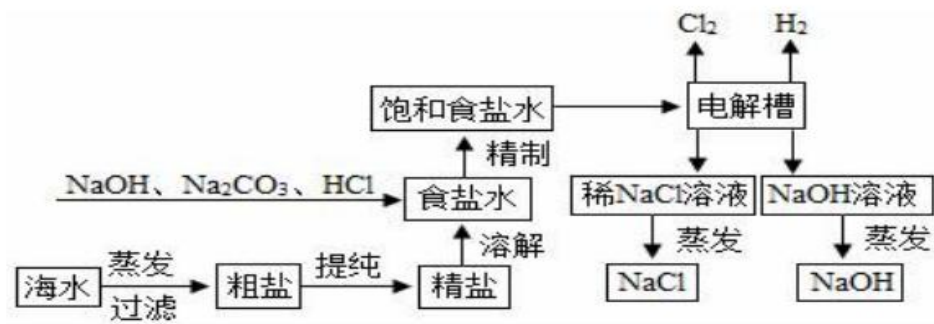 Cl₂ H₂
饱和食盐水 电解槽
精制
NaOH、Na₂CO₃、HCl 食盐水 稀NaCl溶液 NaOH溶液
溶解 蒸发 蒸发
海水 蒸发 过滤 粗盐 提纯 精盐 NaCl NaOH